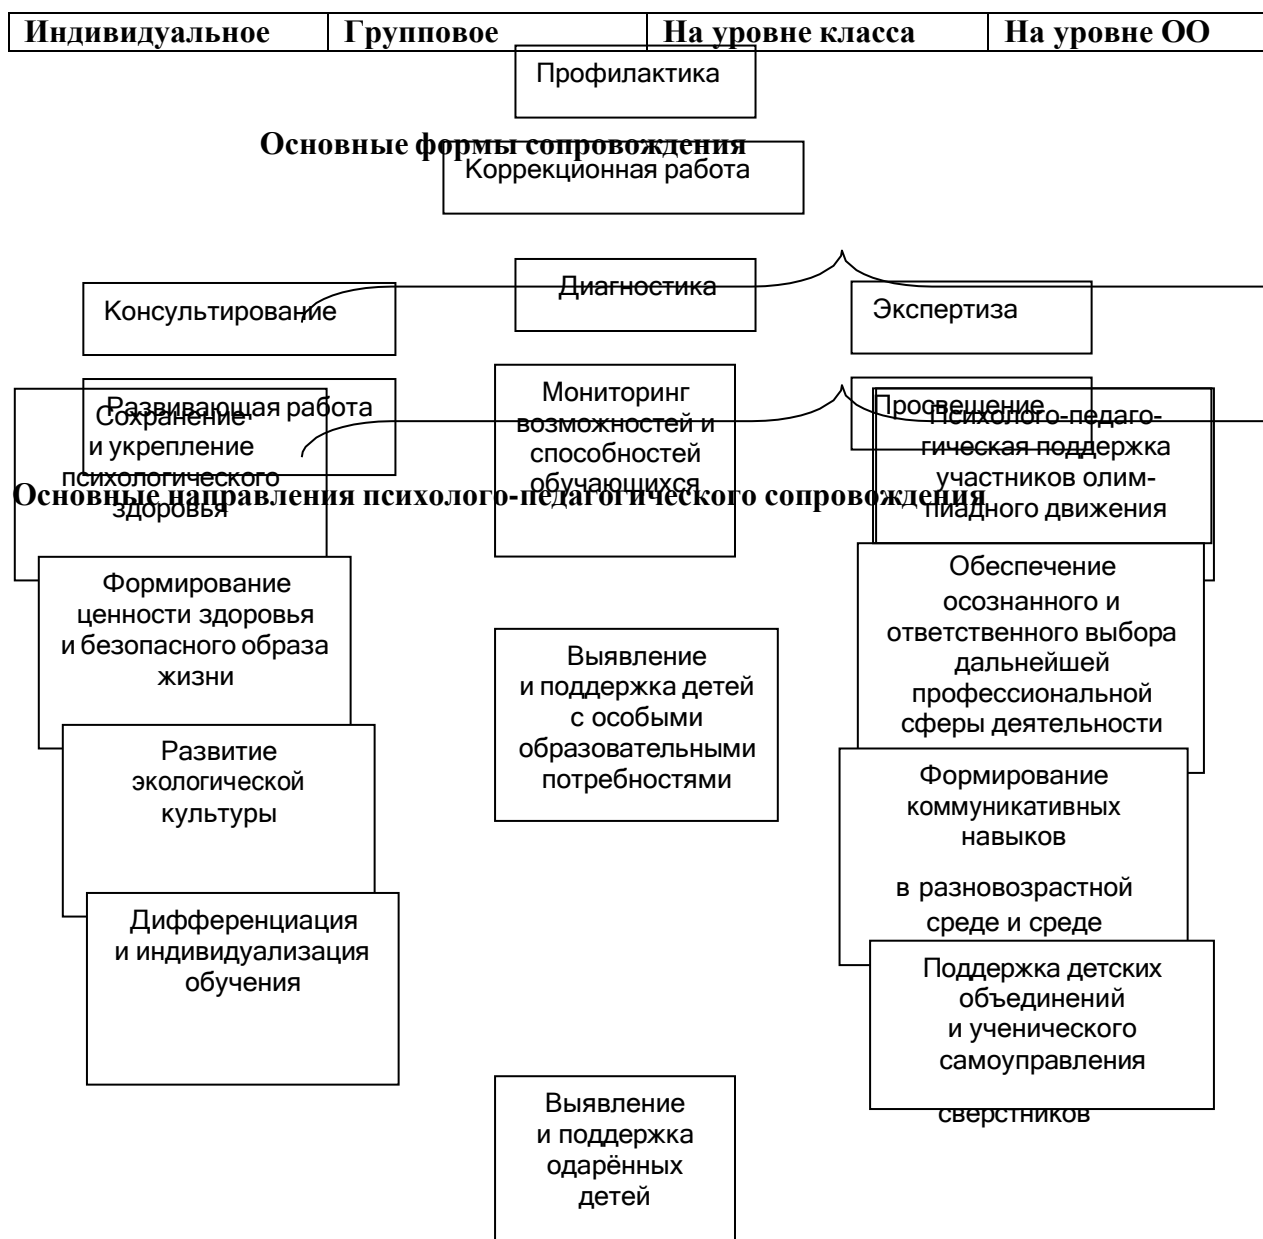 Индивидуальное Групповое На уровне класса На уровне ОО
Профилактика
Основные формы сопровождения
Коррекционная работа
Диагностика
Консультирование
Экспертиза
Развивающая работа
Просвещение
Сохранение
и укрепление
психологического
здоровья
Мониторинг
возможностей и
способностей
обучающихся
Психолого-педаго-
гическая поддержка
участников олим-
пиадного движения
Основные направления психолого-педагогического сопровождения
Формирование
ценности здоровья
и безопасного образа
жизни
Выявление
и поддержка детей
с особыми
образовательными
потребностями
Обеспечение
осознанного и
ответственного выбора
дальнейшей
профессиональной
сферы деятельности
Развитие
экологической
культуры
Формирование
коммуникативных
навыков
в разновозрастной
среде и среде
Дифференциация
и индивидуализация
обучения
Поддержка детских
объединений
и ученического
самоуправления
сверстников
Выявление
и поддержка
одарённых
детей